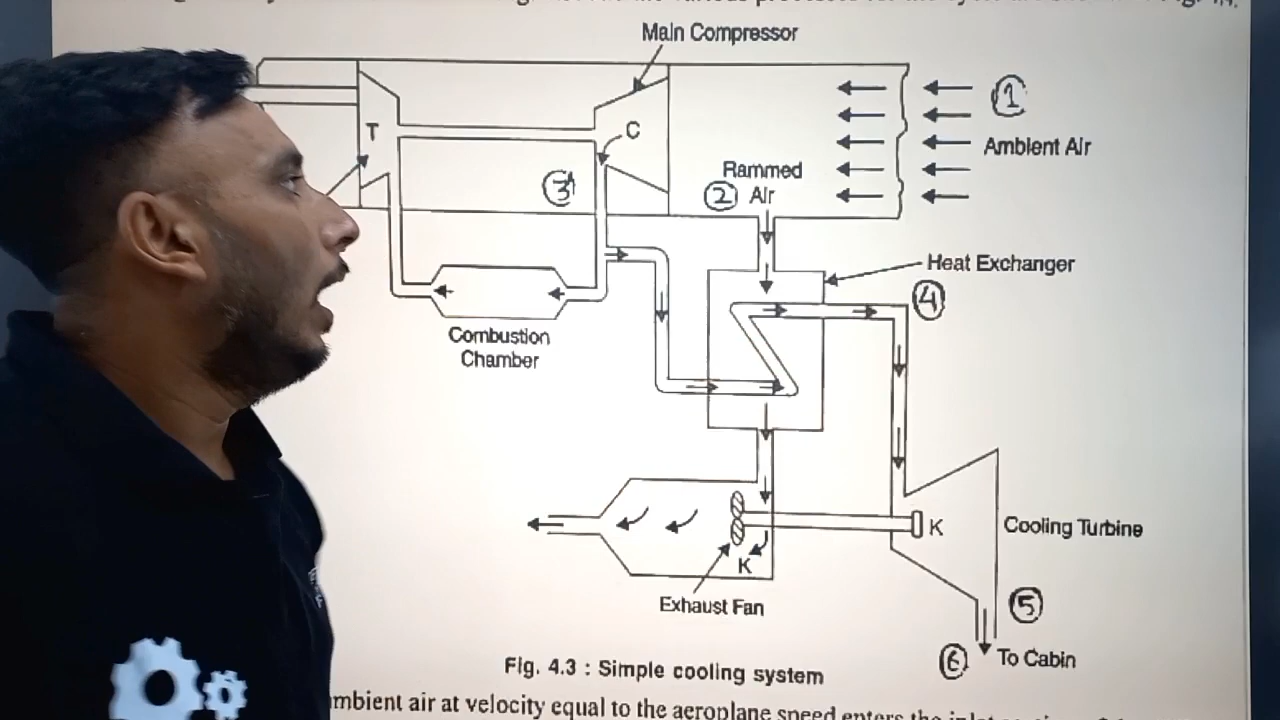 Main Compressor
T
C
① 
Ambient Air
Rammed
② Air
③'
Heat Exchanger
④
Combustion
Chamber
K
Cooling Turbine
K
Exhaust Fan
⑤
⑥ To Cabin
Fig. 4.3 : Simple cooling system
ambient air at velocity equal to the aeroplane speed enters the inlet